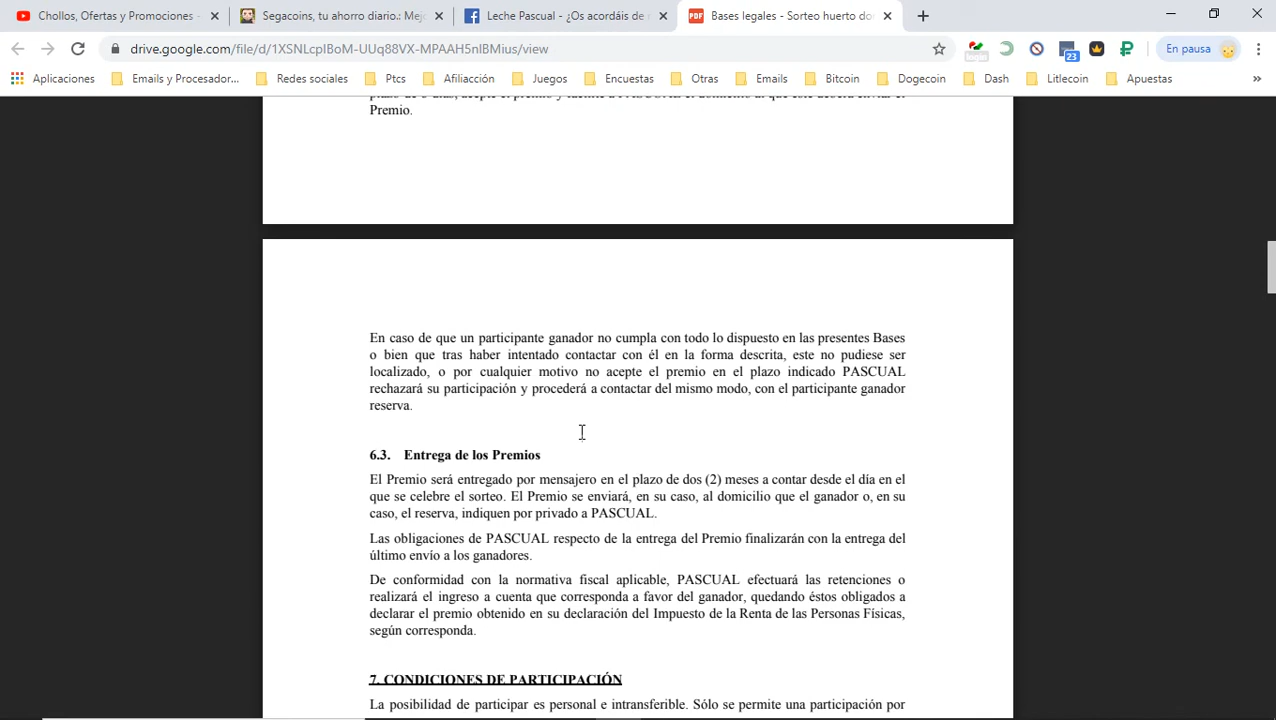 Chollos, Ofertas y Promociones -
Segacoins, tu ahorro diario.: Mejo
Leche Pascual - ¿Os acordáis de
PDF Bases legales - Sorteo huerto do
drive.google.com/file/d/1XSNLcpIBoM-UUq88VX-MPAAH5nIBMius/view
23
En pausa
Aplicaciones
Emails y Procesador...
Redes sociales
Ptcs
Afiliacción
Juegos
Encuestas
Otras
Emails
Bitcoin
Dogecoin
Dash
Litlecoin
Apuestas
»
Premio.
En caso de que un participante ganador no cumpla con todo lo dispuesto en las presentes Bases
o bien que tras haber intentado contactar con él en la forma descrita, este no pudiese ser
localizado, o por cualquier motivo no acepte el premio en el plazo indicado PASCUAL
rechazará su participación y procederá a contactar del mismo modo, con el participante ganador
reserva.
6.3. Entrega de los Premios
El Premio será entregado por mensajero en el plazo de dos (2) meses a contar desde el día en el
que se celebre el sorteo. El Premio se enviará, en su caso, al domicilio que el ganador o, en su
caso, el reserva, indiquen por privado a PASCUAL.
Las obligaciones de PASCUAL respecto de la entrega del Premio finalizarán con la entrega del
último envío a los ganadores.
De conformidad con la normativa fiscal aplicable, PASCUAL efectuará las retenciones o
realizará el ingreso a cuenta que corresponda a favor del ganador, quedando éstos obligados a
declarar el premio obtenido en su declaración del Impuesto de la Renta de las Personas Físicas,
según corresponda.
7. CONDICIONES DE PARTICIPACIÓN
La posibilidad de participar es personal e intransferible. Sólo se permite una participación por